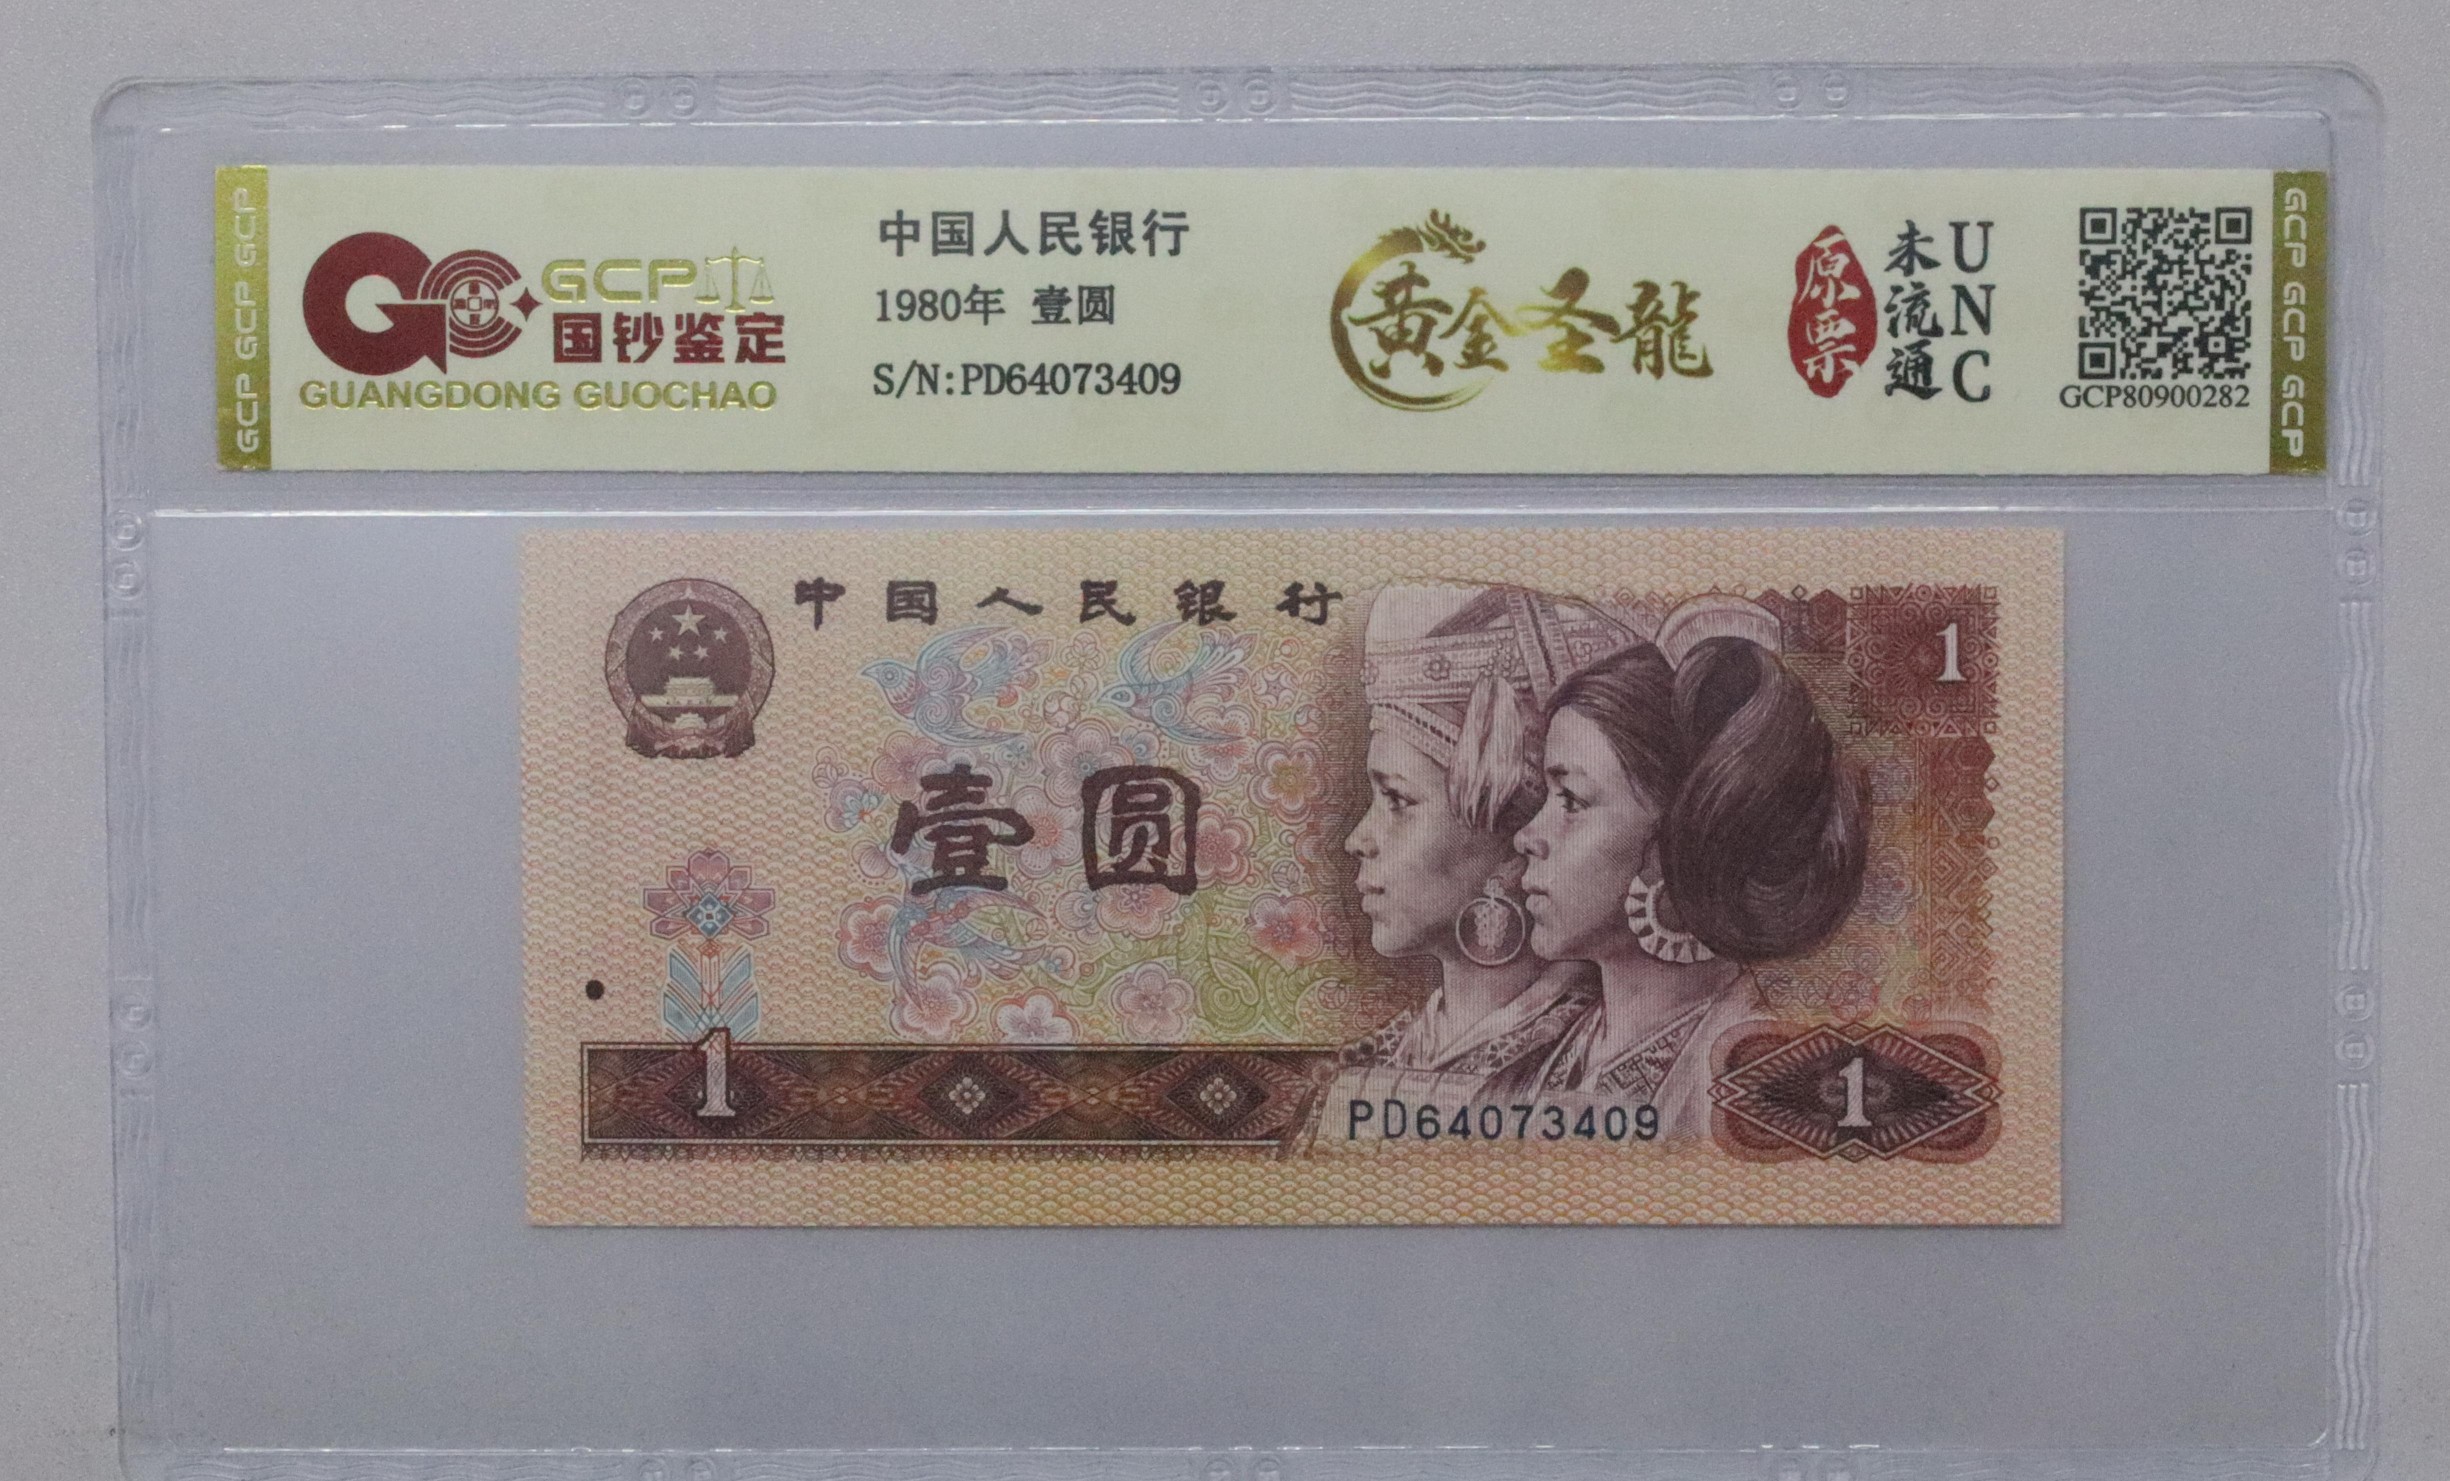 GCP GCP GCP
GCP
国钞鉴定
GUANGDONG GUOCHAO
中国人民银行
1980年 壹圆
S/N:PD64073409
黄金圣龍
原票
未流通
UNC
GCP80900282
GCP GCP GCP
中国人民银行
1
壹圆
1
PD64073409
1